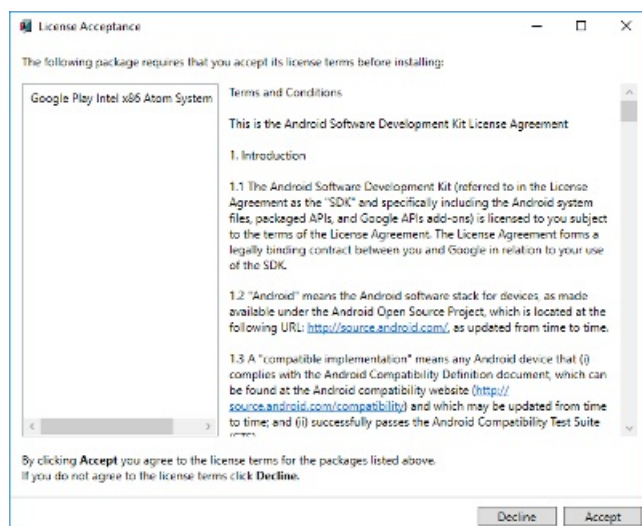 License Acceptance
The following package requires that you accept its license terms before installing:
Google Play Intel x86 Atom System
Terms and Conditions
This is the Android Software Development Kit License Agreement
1. Introduction
1.1 The Android Software Development Kit (referred to in the License
Agreement as the "SDK" and specifically including the Android system
files, packaged APIs, and Google APIs add-ons) is licensed to you subject
to the terms of the License Agreement. The License Agreement forms a
legally binding contract between you and Google in relation to your use
of the SDK.
1.2 "Android" means the Android software stack for devices, as made
available under the Android Open Source Project, which is located at the
following URL: http://source.android.com/, as updated from time to time.
1.3 A "compatible implementation" means any Android device that (i)
complies with the Android Compatibility Definition document, which can
be found at the Android compatibility website (http://
source.android.com/compatibility) and which may be updated from time
to time; and (ii) successfully passes the Android Compatibility Test Suite
By clicking Accept you agree to the license terms for the packages listed above.
If you do not agree to the license terms click Decline.
Decline
Accept